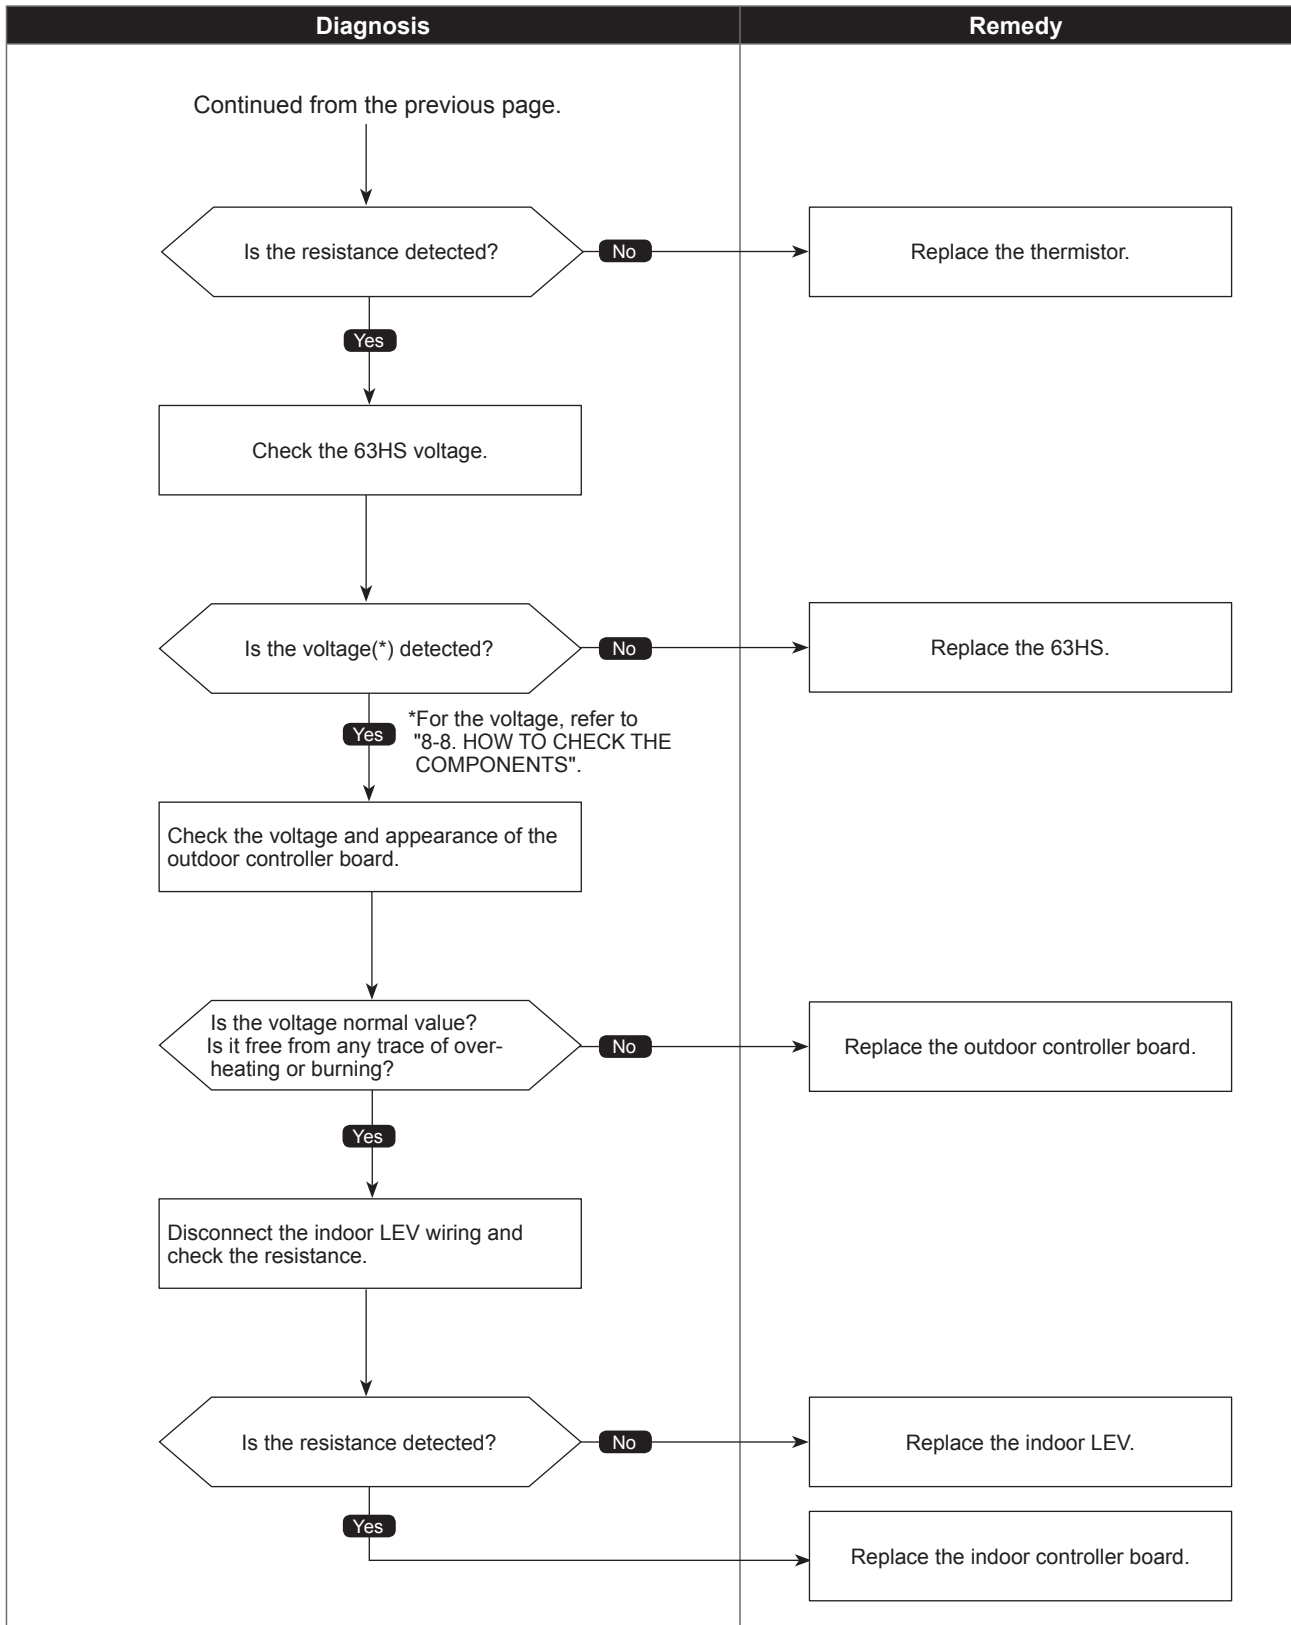 Diagnosis
Remedy
Continued from the previous page.
Is the resistance detected?
No
Replace the thermistor.
Yes
Check the 63HS voltage.
Is the voltage(*) detected?
No
Replace the 63HS.
Yes
*For the voltage, refer to
"8-8. HOW TO CHECK THE
COMPONENTS".
Check the voltage and appearance of the
outdoor controller board.
Is the voltage normal value?
Is it free from any trace of over-
heating or burning?
No
Replace the outdoor controller board.
Yes
Disconnect the indoor LEV wiring and
check the resistance.
Is the resistance detected?
No
Replace the indoor LEV.
Yes
Replace the indoor controller board.